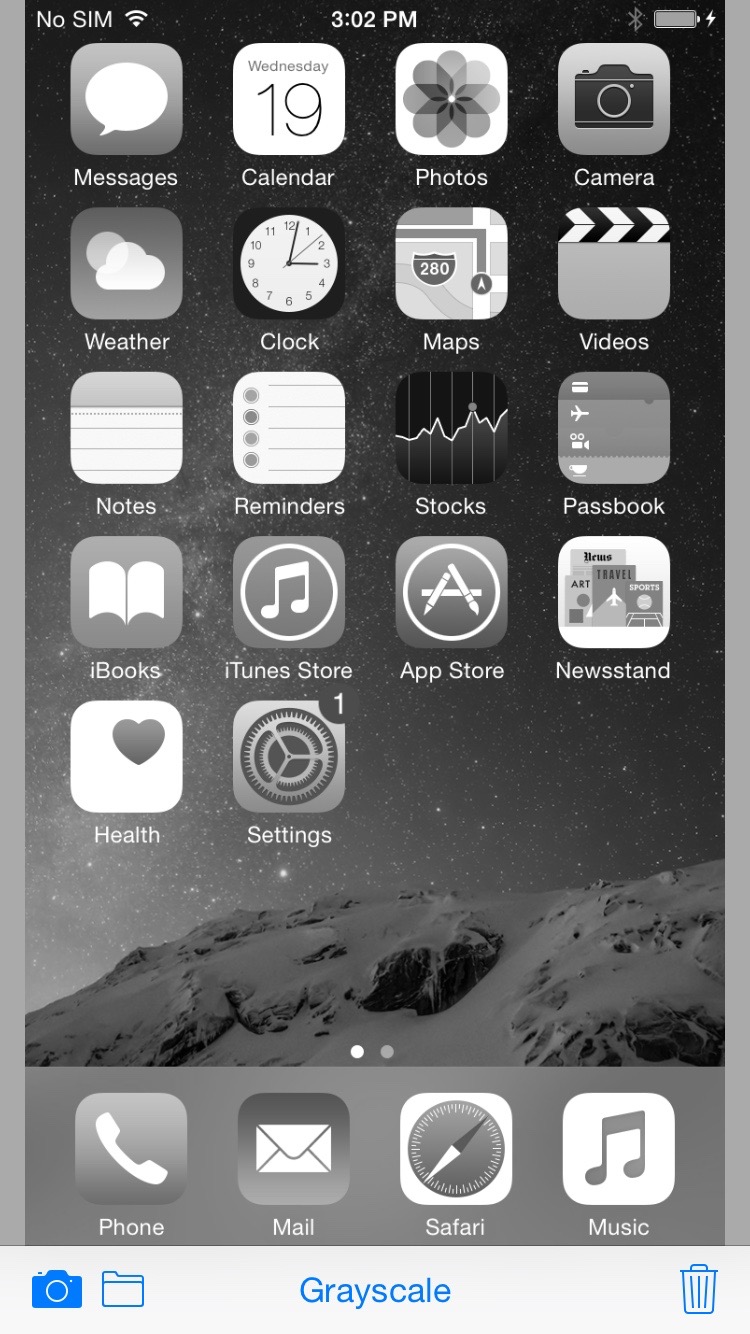 No SIM 3:02 PM
Wednesday
19
Messages Calendar Photos Camera
12
11 1
10 2
9 3
8 4
7 5
6
280
Weather Clock Maps Videos
Notes Reminders Stocks Passbook
News
ART TRAVEL SPORTS
iBooks iTunes Store App Store Newsstand
1
Health Settings
Phone Mail Safari Music
Grayscale